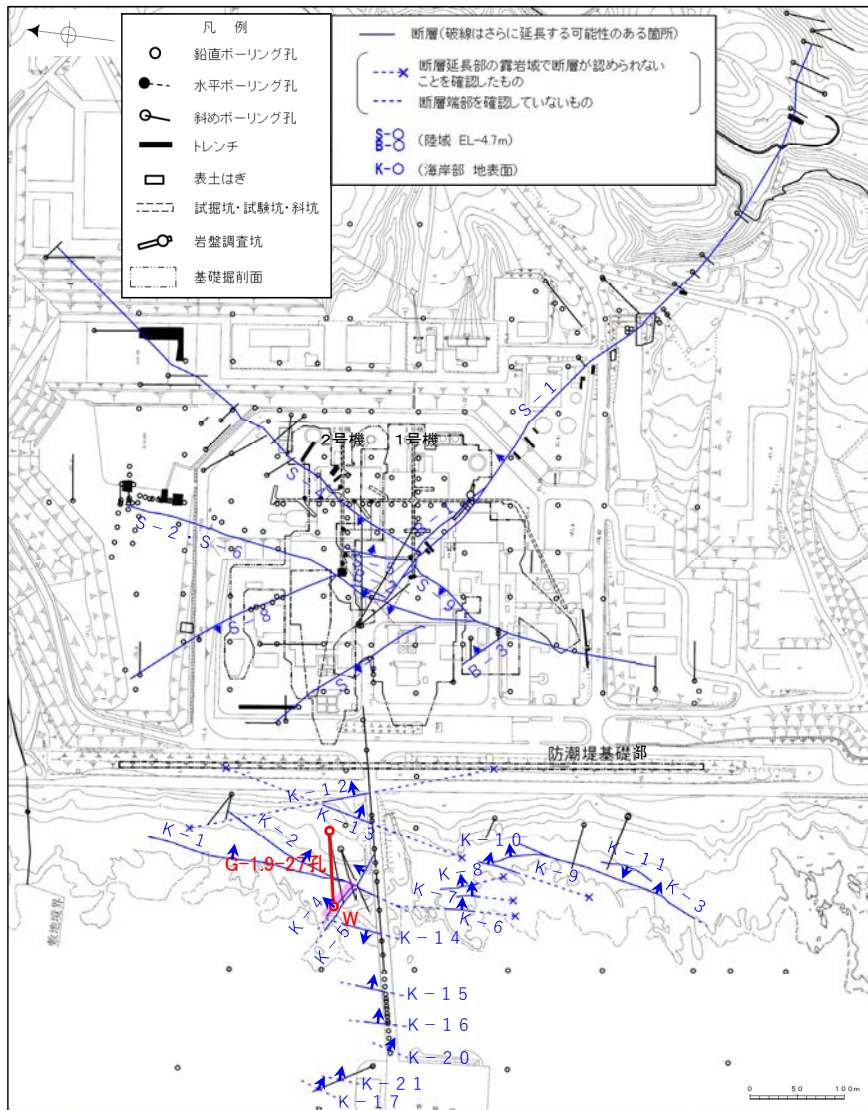 凡 例
鉛直ボーリング孔
水平ボーリング孔
斜めボーリング孔
トレンチ
表土はぎ
試掘坑・試験坑・斜坑
岩盤調査坑
基礎掘削面
断層(破線はさらに延長する可能性のある箇所)
断層延長部の露岩域で断層が認められない
ことを確認したもの
断層端部を確認していないもの
S-○
B-○
(陸域 EL-4.7m)
K-○
(海岸部 地表面)
S-1
2号機
1号機
S-4
S-2・S-6
S-9
S-8
S-7
B-3
防潮堤基礎部
K-12
K-13
K-1
K-2
K-10
K-11
K-8
K-9
G-1.9-27孔
K-7
K-3
K-4
W
K-6
K-5
K-14
敷地境界
K-15
K-16
K-20
K-21
K-17
0 50 100m